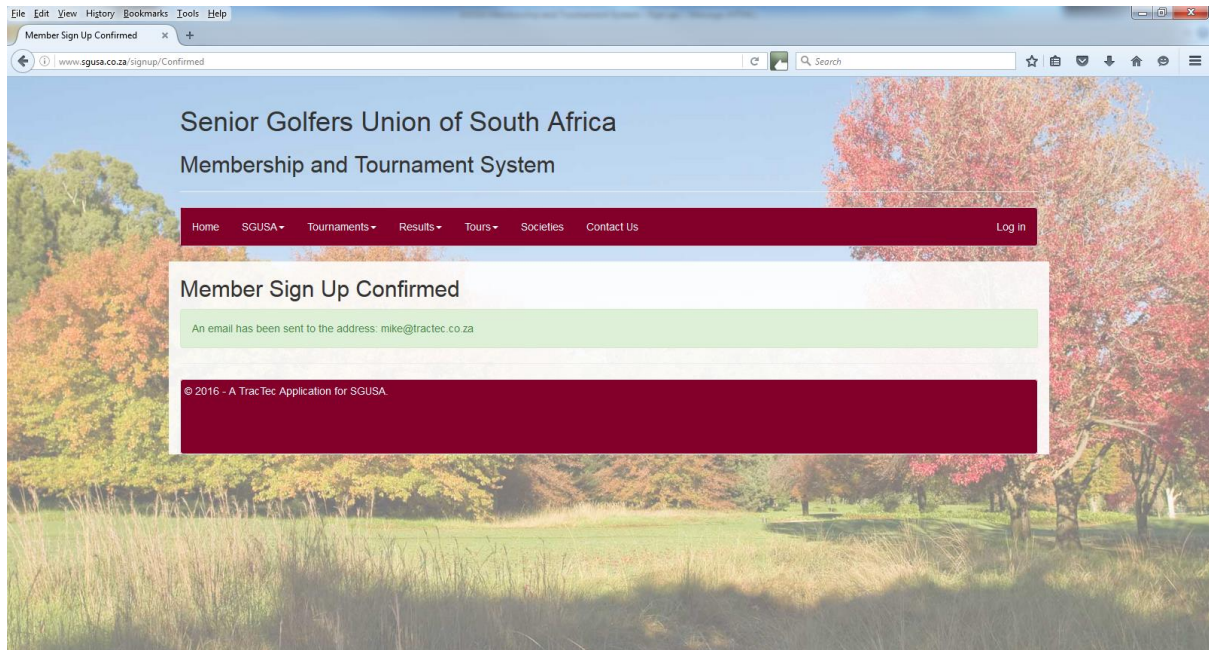 File Edit View History Bookmarks Tools Help
Member Sign Up Confirmed × +
www.sgusa.co.za/signup/Confirmed
Search
Senior Golfers Union of South Africa
Membership and Tournament System
Home SGUSA Tournaments Results Tours Societies Contact Us Log in
Member Sign Up Confirmed
An email has been sent to the address: mike@tractec.co.za
© 2016 - A TracTec Application for SGUSA.